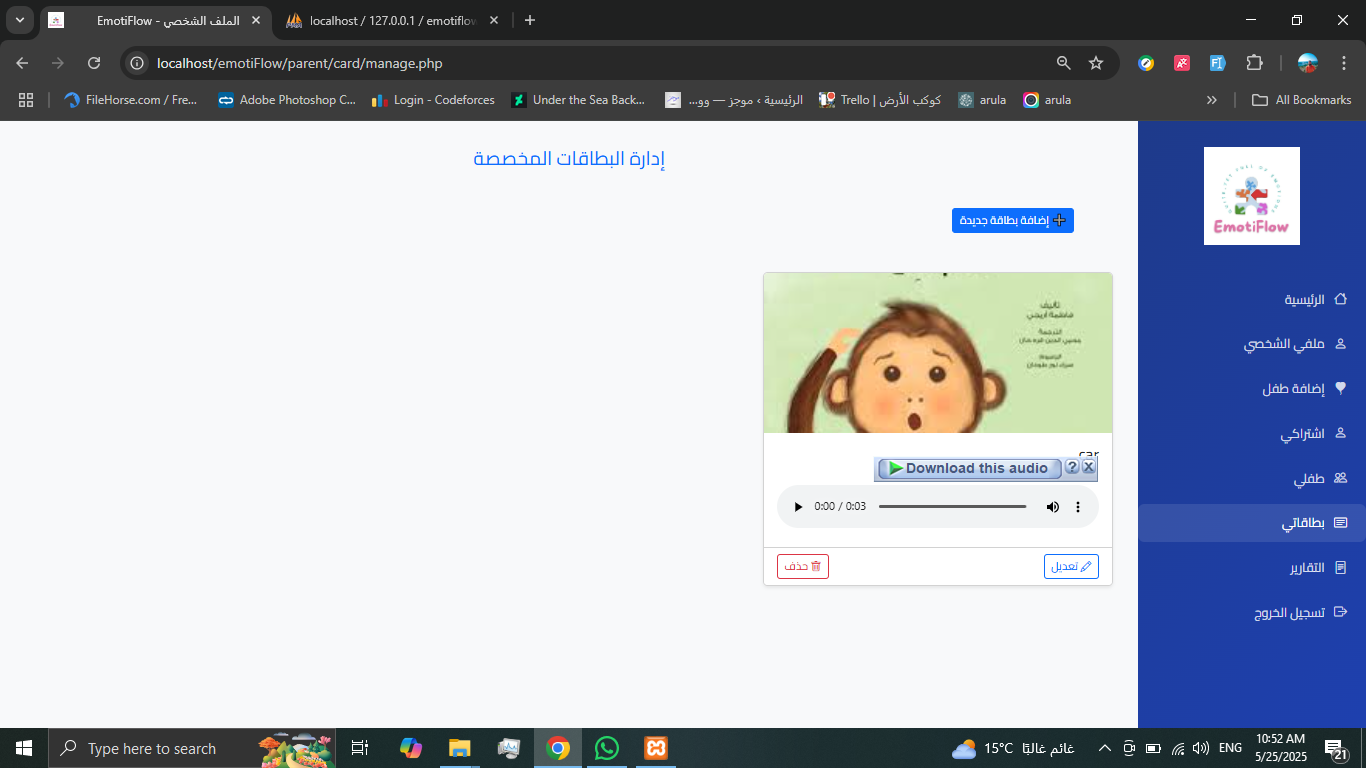 EmotiFlow - الملف الشخصي
localhost / 127.0.0.1 / emotiflow
localhost/emotiFlow/parent/card/manage.php
FileHorse.com / Fre...
Adobe Photoshop C...
Login - Codeforces
Under the Sea Back...
الرئيسية › موجز — وو...
Trello | كوكب الأرض
arula
arula
»
All Bookmarks
إدارة البطاقات المخصصة
إضافة بطاقة جديدة
تأليف
الترجمة
الرسوم
car
Download this audio
0:00 / 0:03
تعديل
حذف
EmotiFlow
الرئيسية
ملفي الشخصي
إضافة طفل
اشتراكي
طفلي
بطاقاتي
التقارير
تسجيل الخروج
Type here to search
15°C غائم غالبًا
ENG
10:52 AM
5/25/2025
21